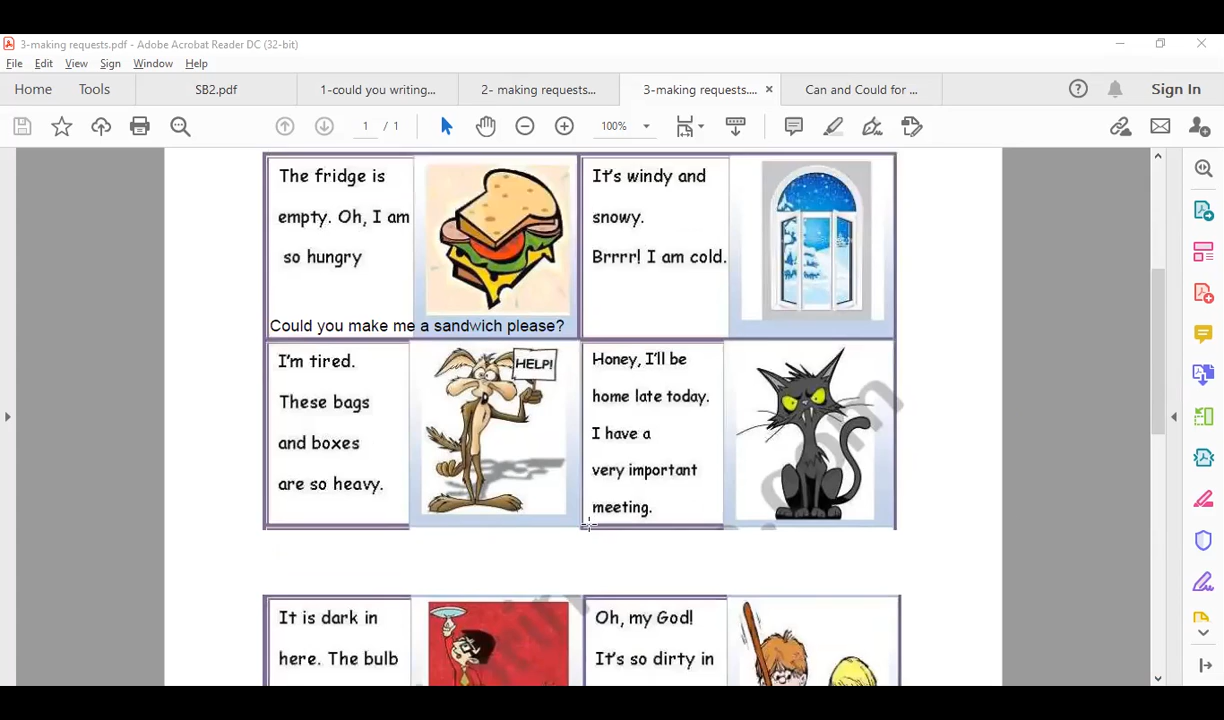 3-making requests.pdf - Adobe Acrobat Reader DC (32-bit)
File Edit View Sign Window Help
Home Tools SB2.pdf 1-could you writing... 2- making requests... 3-making requests.... Can and Could for ... Sign In
1 / 1 100%
The fridge is
empty. Oh, I am
so hungry
Could you make me a sandwich please?
It's windy and
snowy.
Brrrr! I am cold.
I'm tired.
These bags
and boxes
are so heavy.
HELP!
Honey, I'll be
home late today.
I have a
very important
meeting.
It is dark in
here. The bulb
Oh, my God!
It's so dirty in